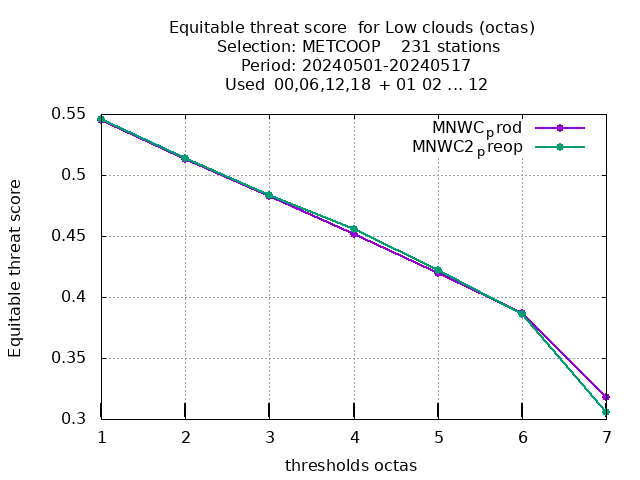 Equitable threat score  for Low clouds (octas)
Selection: METCOOP    231 stations
Period: 20240501-20240517
Used  00,06,12,18 + 01 02 ... 12
0.55
0.5
0.45
0.4
0.35
0.3
Equitable threat score
MNWCprod
MNWC2preop
1 2 3 4 5 6 7
thresholds octas